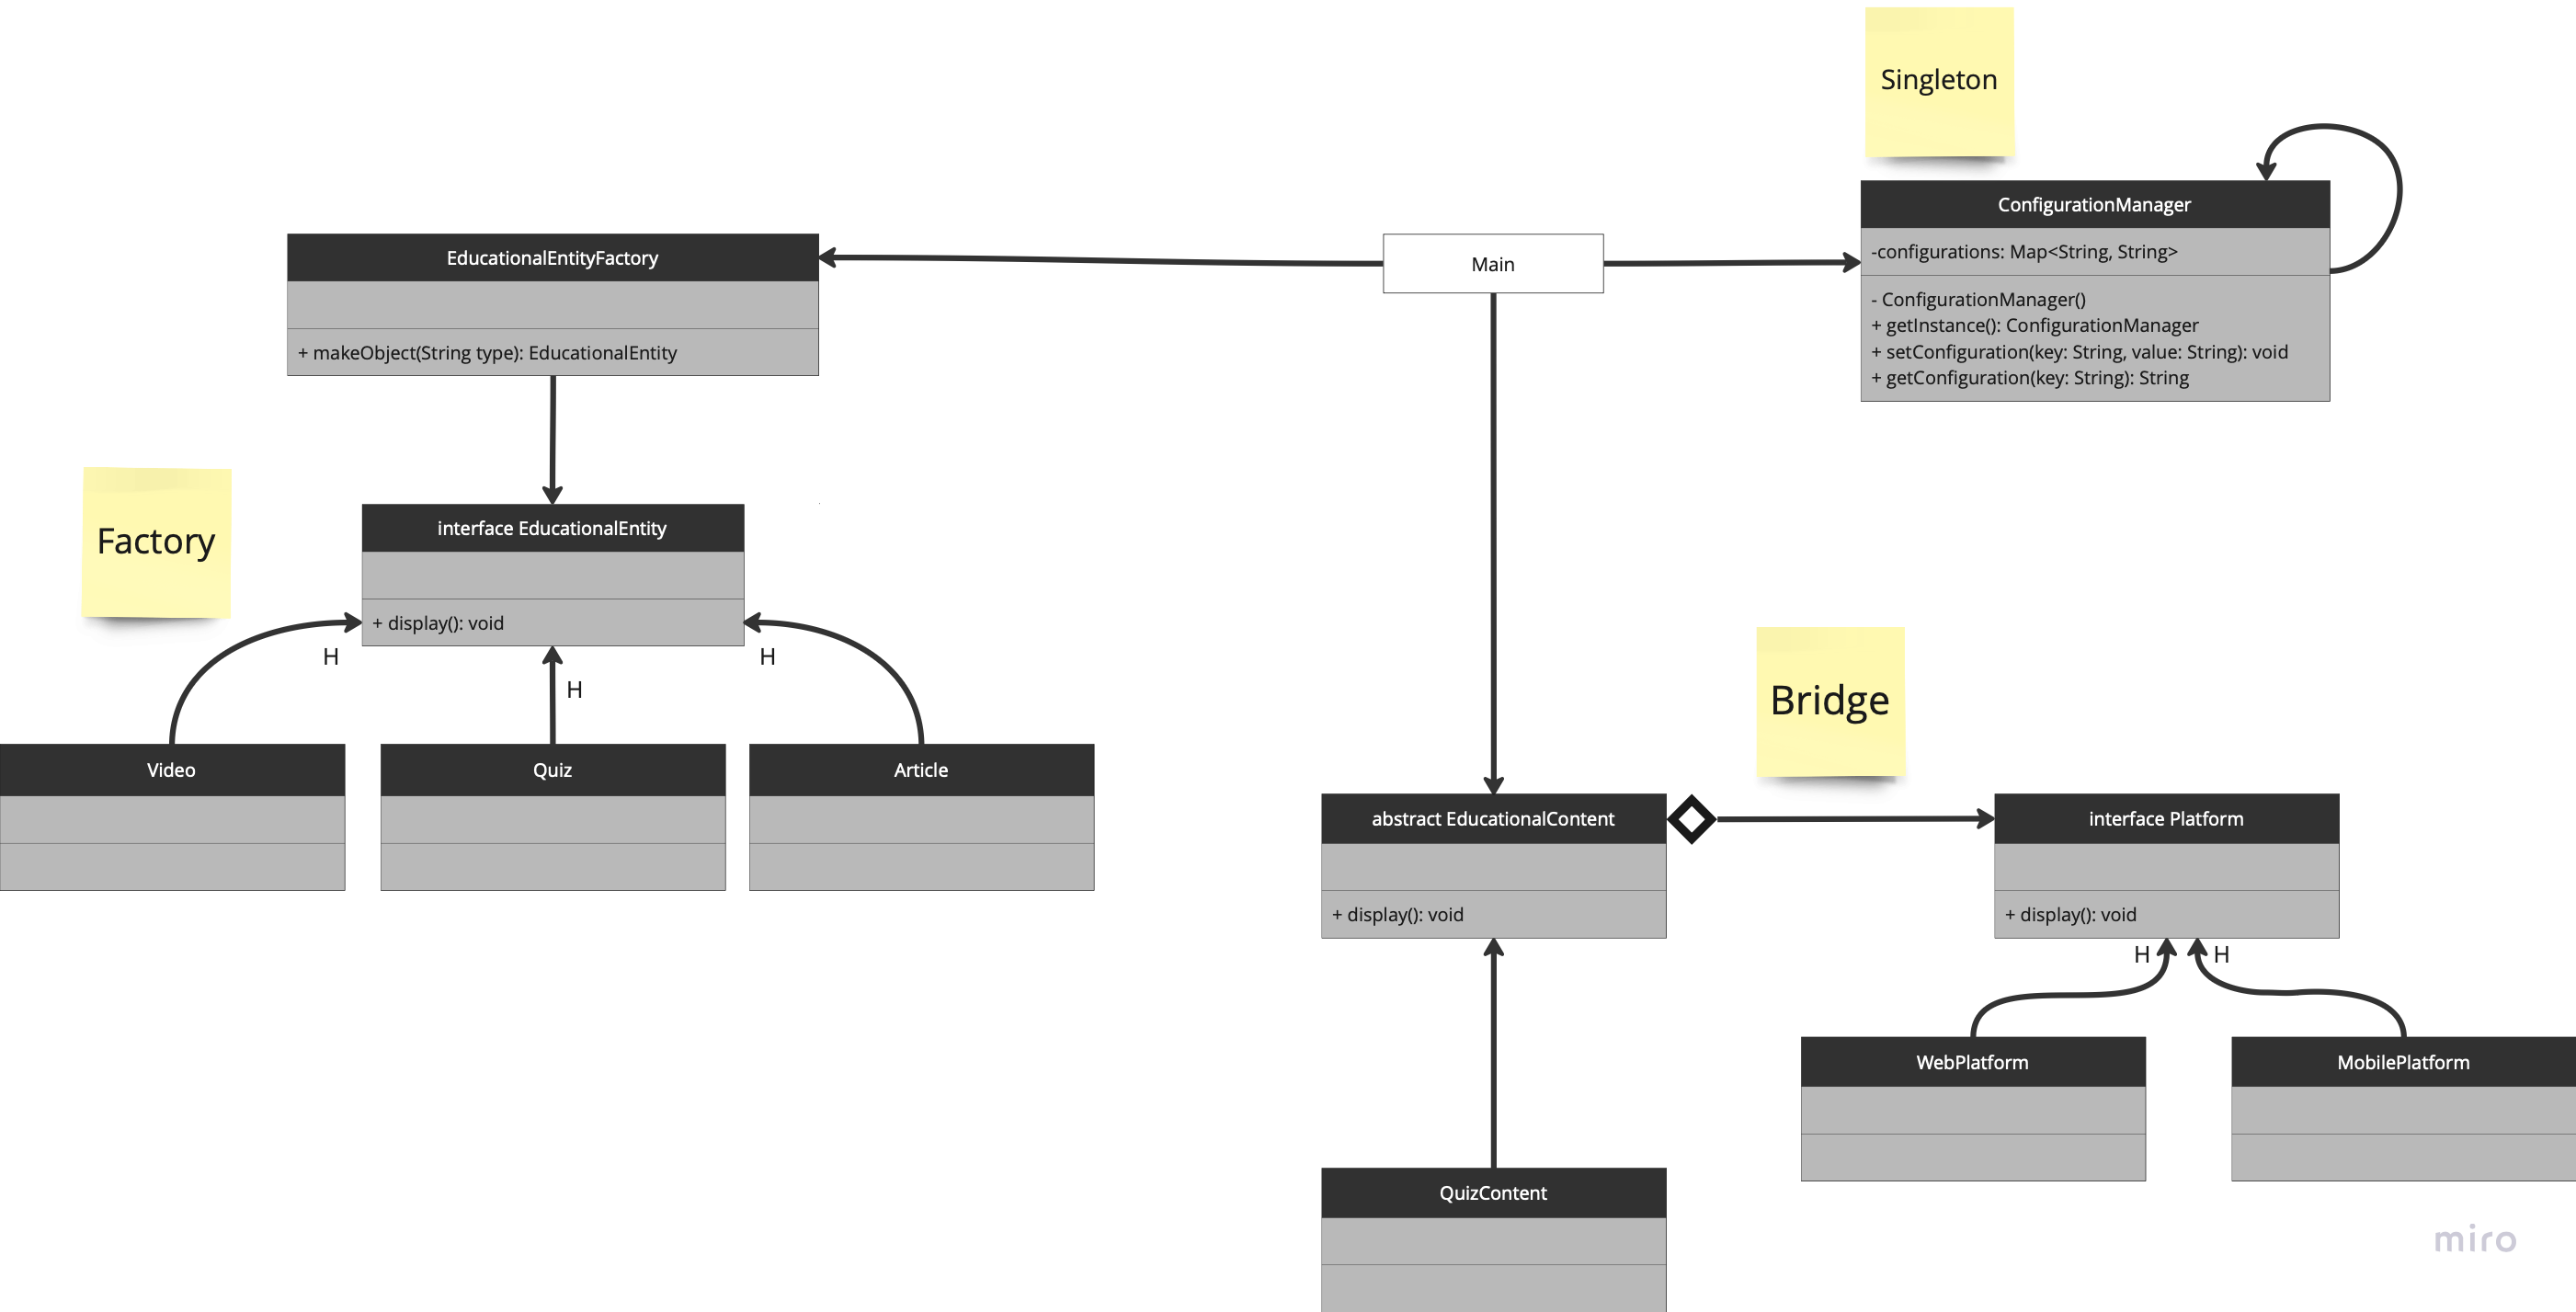 Singleton
ConfigurationManager
-configurations: Map<String, String>
- ConfigurationManager()
+ getInstance(): ConfigurationManager
+ setConfiguration(key: String, value: String): void
+ getConfiguration(key: String): String
Main
EducationalEntityFactory
+ makeObject(String type): EducationalEntity
Factory
interface EducationalEntity
+ display(): void
H
H
H
Video
Quiz
Article
Bridge
abstract EducationalContent
+ display(): void
interface Platform
+ display(): void
H
H
WebPlatform
MobilePlatform
QuizContent
miro